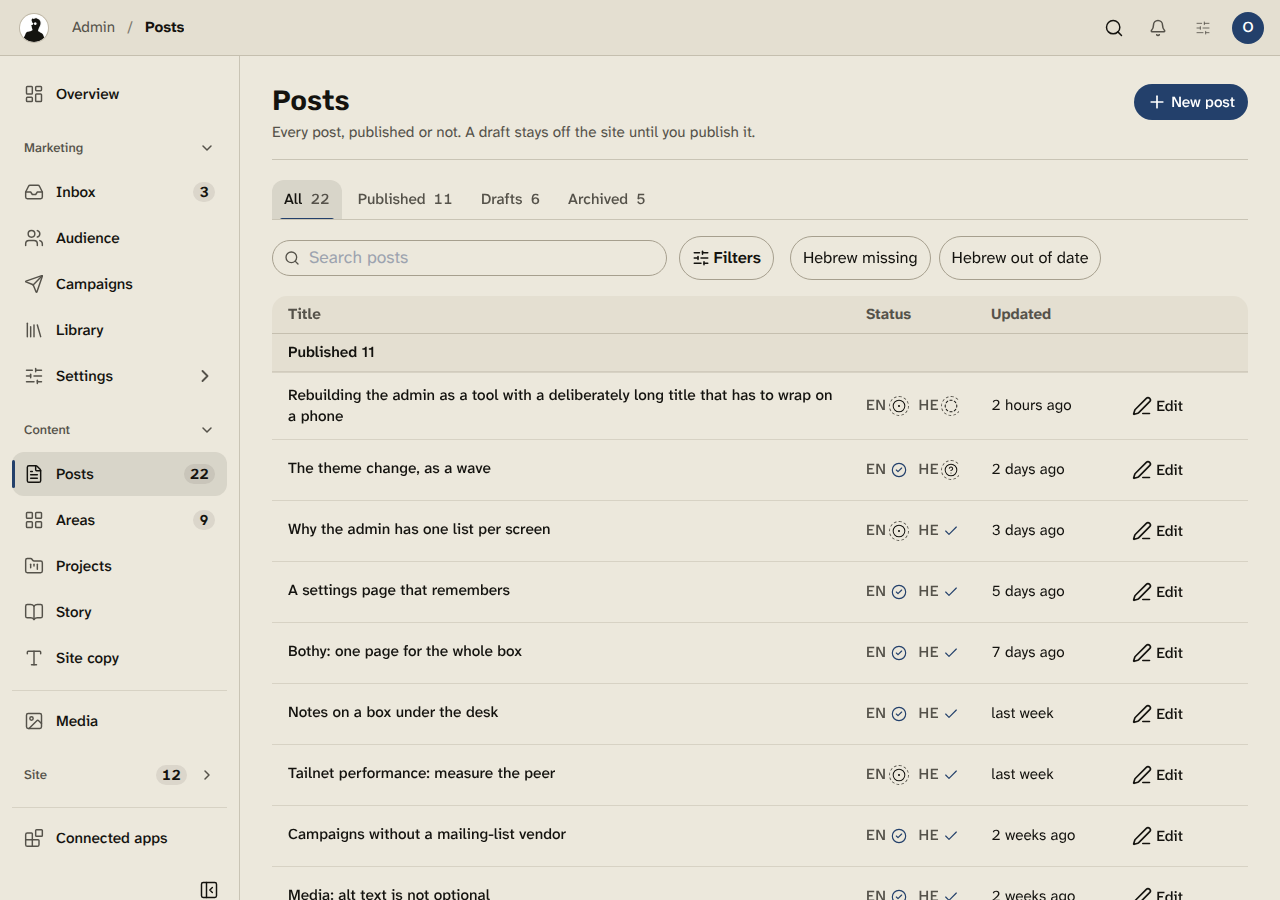 Admin / Posts
O
Overview
Marketing
Inbox 3
Audience
Campaigns
Library
Settings
Content
Posts 22
Areas 9
Projects
Story
Site copy
Media
Site 12
Connected apps
Posts
New post
Every post, published or not. A draft stays off the site until you publish it.
All 22 Published 11 Drafts 6 Archived 5
Search posts Filters Hebrew missing Hebrew out of date
Title Status Updated
Published 11
Rebuilding the admin as a tool with a deliberately long title that has to wrap on
a phone
EN HE 2 hours ago Edit
The theme change, as a wave EN HE 2 days ago Edit
Why the admin has one list per screen EN HE 3 days ago Edit
A settings page that remembers EN HE 5 days ago Edit
Bothy: one page for the whole box EN HE 7 days ago Edit
Notes on a box under the desk EN HE last week Edit
Tailnet performance: measure the peer EN HE last week Edit
Campaigns without a mailing-list vendor EN HE 2 weeks ago Edit
Media: alt text is not optional EN HE 2 weeks ago Edit